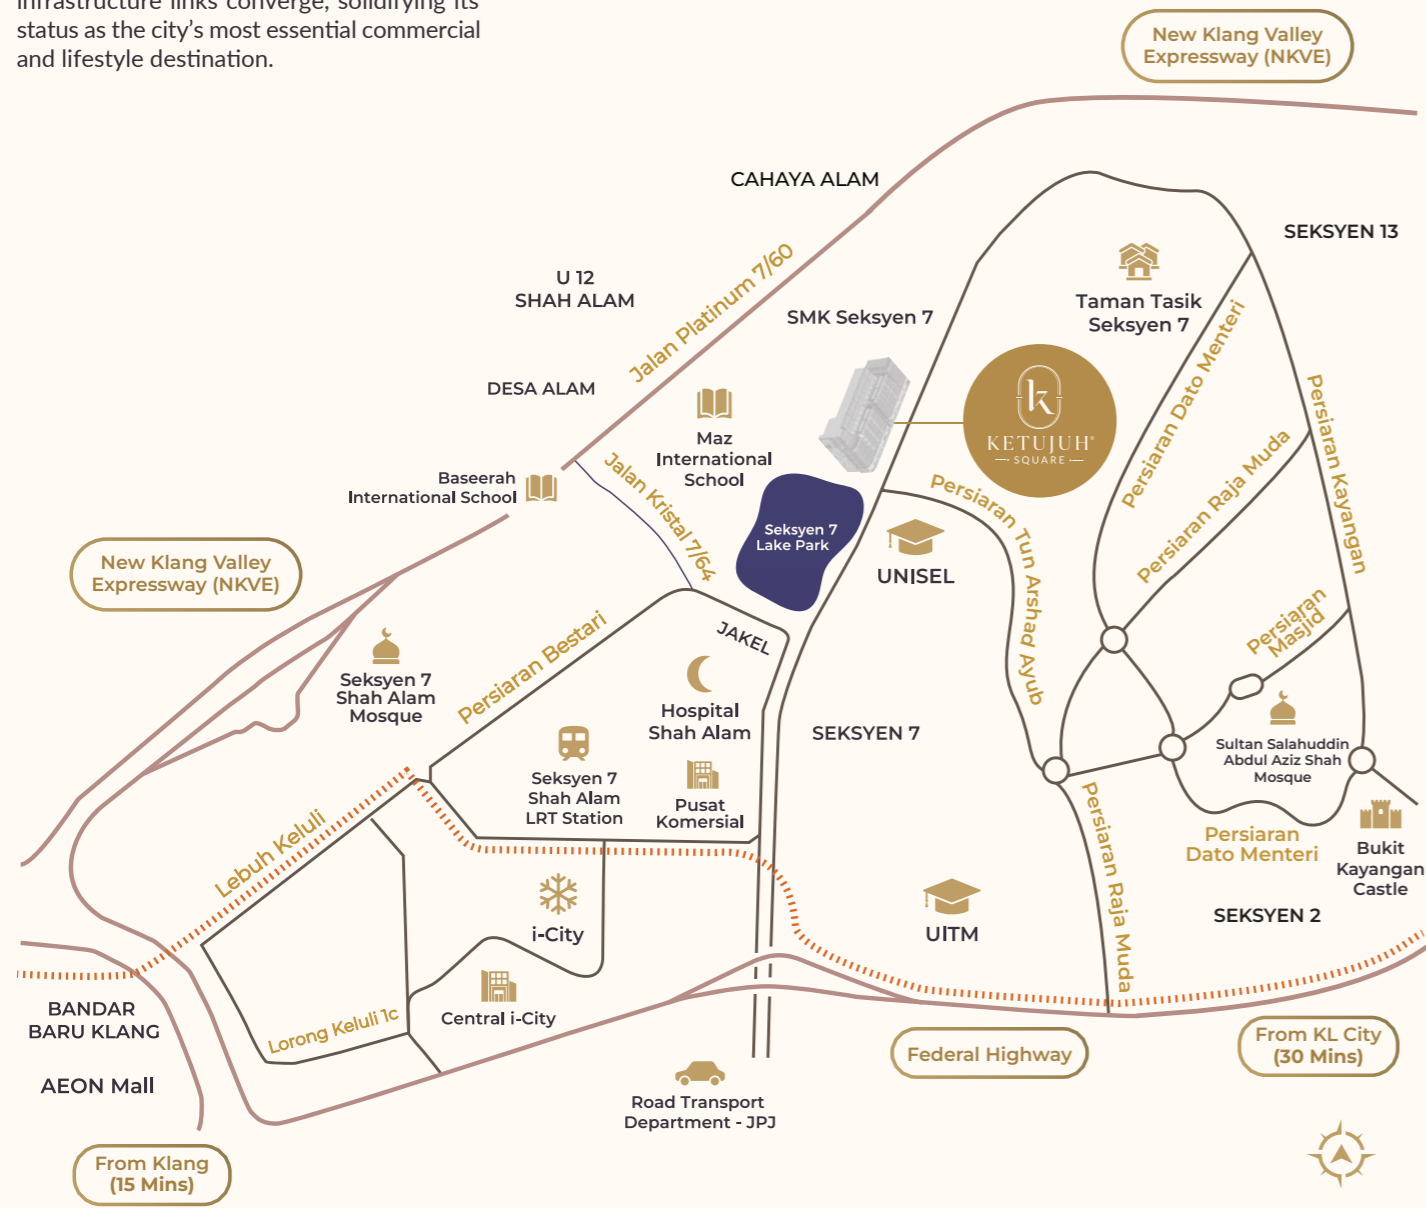 infrastructure links converge, solidifying its
status as the city's most essential commercial
and lifestyle destination.
New Klang Valley
Expressway (NKVE)
CAHAYA ALAM
SEKSYEN 13
U 12
SHAH ALAM
Jalan Platinum 7/60
Taman Tasik
Seksyen 7
SMK Seksyen 7
DESA ALAM
Persiaran Dato Menteri
Persiaran Kayangan
k
KETUJUH®
SQUARE
Maz
International
School
Persiaran Raja Muda
Baseerah
International School
Jalan Kristal 7/64
Persiaran Tun Arshad Ayub
Seksyen 7
Lake Park
New Klang Valley
Expressway (NKVE)
UNISEL
Persiaran
Masjid
Persiaran Bestari
JAKEL
Seksyen 7
Shah Alam
Mosque
Hospital
Shah Alam
SEKSYEN 7
Sultan Salahuddin
Abdul Aziz Shah
Mosque
Seksyen 7
Shah Alam
LRT Station
Pusat
Komersial
Persiaran Raja Muda
Persiaran
Dato Menteri
Bukit
Kayangan
Castle
Lebuh Keluli
i-City
UITM
SEKSYEN 2
BANDAR
BARU KLANG
Central i-City
Lorong Keluli 1c
Federal Highway
From KL City
(30 Mins)
AEON Mall
Road Transport
Department - JPJ
From Klang
(15 Mins)